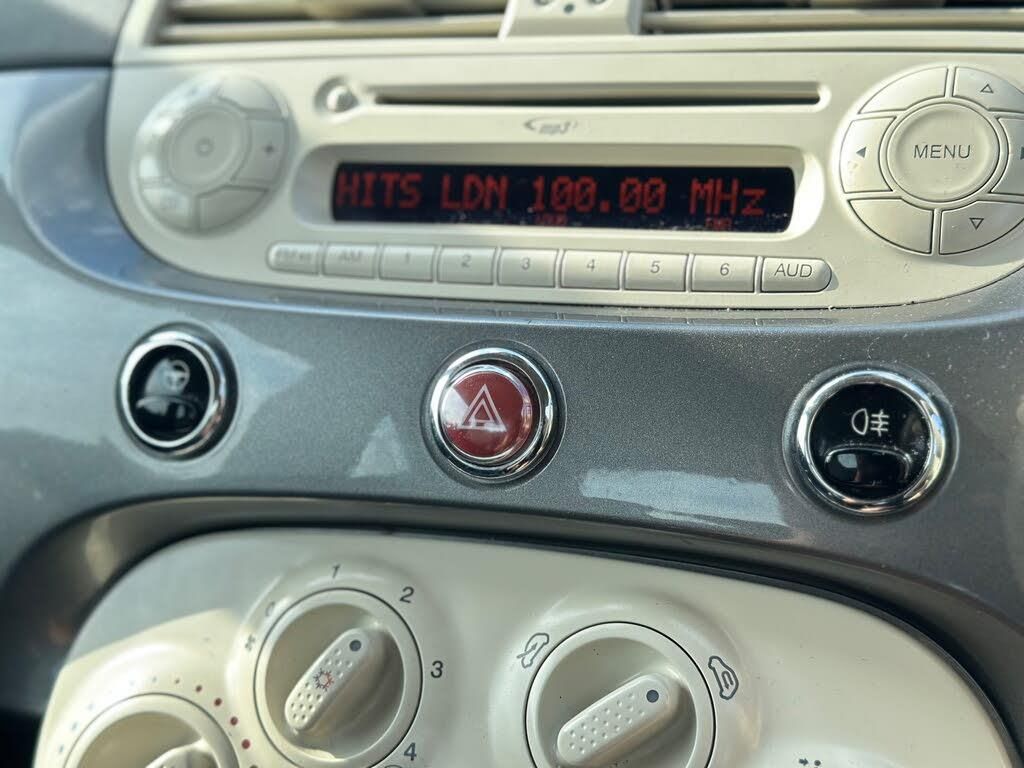 mp3
HITS LDN 100.00 MHz
MENU
AM 1 2 3 4 5 6 AUD
0 1 2 3 4